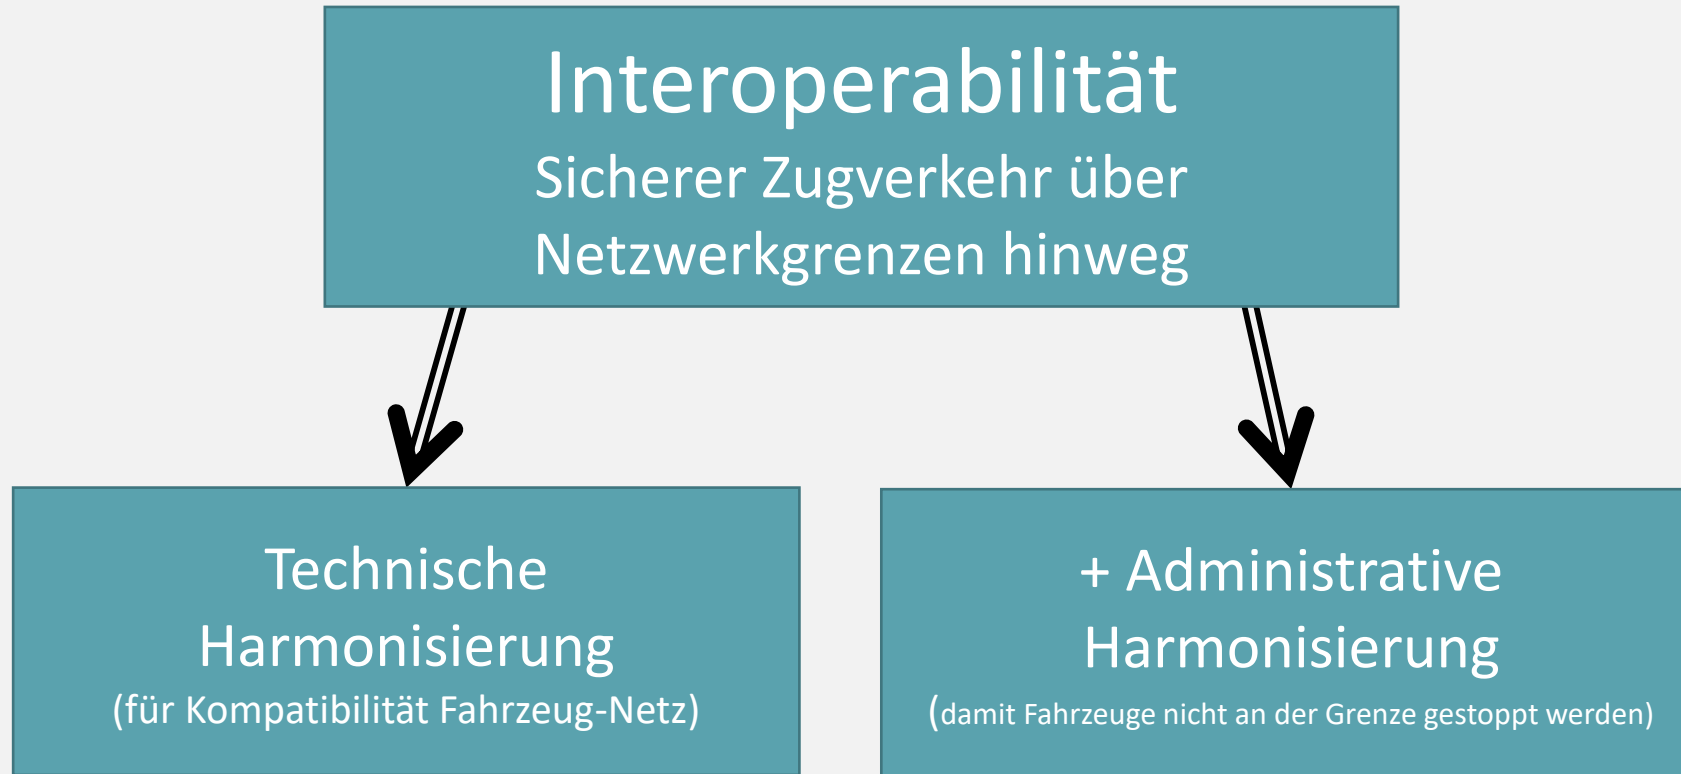 Interoperabilität
Sicherer Zugverkehr über
Netzwerkgrenzen hinweg
Technische
Harmonisierung
(für Kompatibilität Fahrzeug-Netz)
+ Administrative
Harmonisierung
(damit Fahrzeuge nicht an der Grenze gestoppt werden)